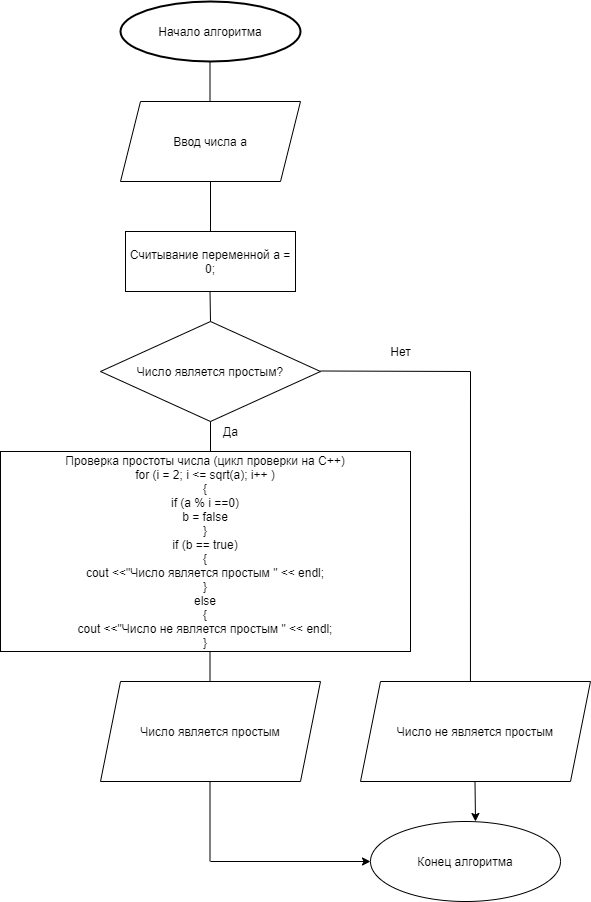 Начало алгоритма
Ввод числа a
Считывание переменной a =
0;
Число является простым?
Нет
Да
Проверка простоты числа (цикл проверки на C++)
for (i = 2; i <= sqrt(a); i++ )
{
if (a % i ==0)
b = false
}
if (b == true)
{
cout <<"Число является простым " << endl;
}
else
{
cout <<"Число не является простым " << endl;
}
Число является простым
Число не является простым
Конец алгоритма